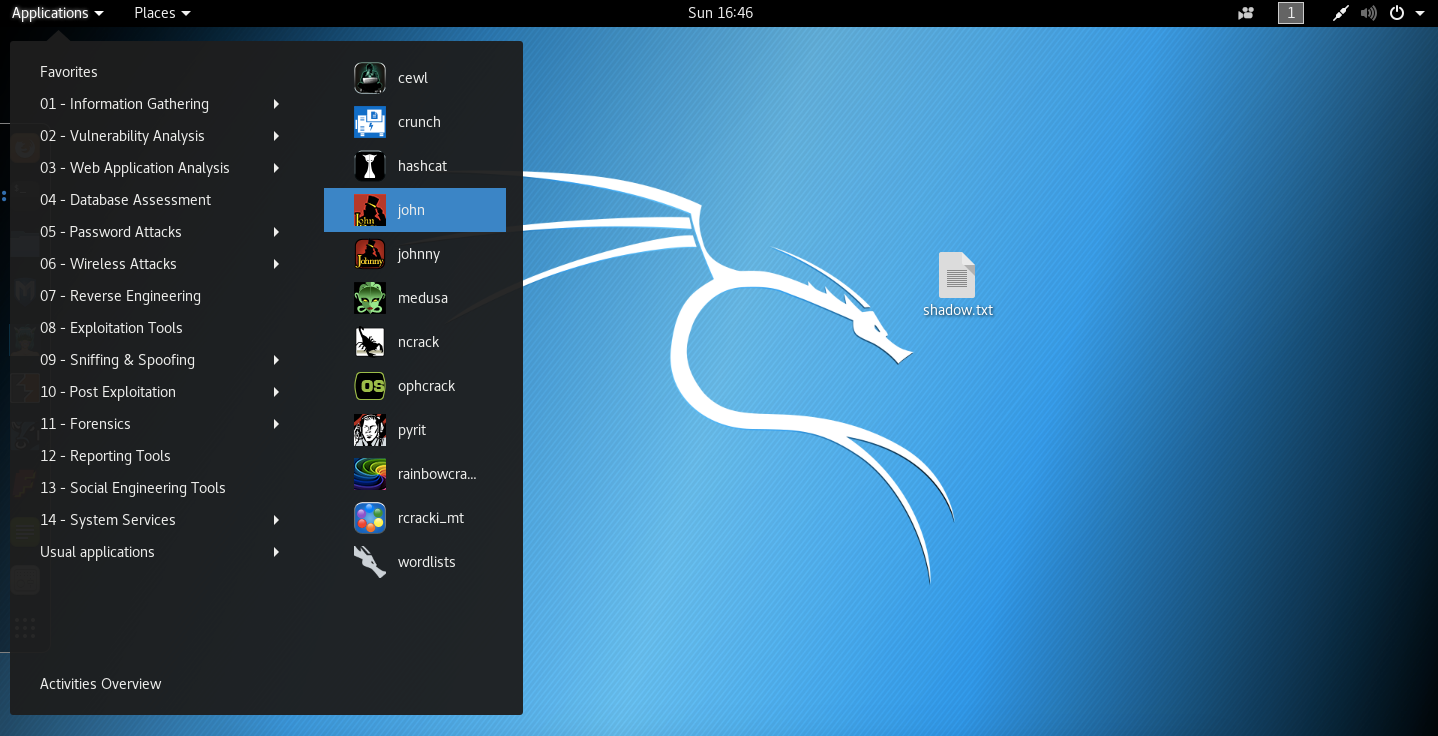 Applications
Places
Sun 16:46
1
Favorites
01 - Information Gathering
02 - Vulnerability Analysis
03 - Web Application Analysis
04 - Database Assessment
05 - Password Attacks
06 - Wireless Attacks
07 - Reverse Engineering
08 - Exploitation Tools
09 - Sniffing & Spoofing
10 - Post Exploitation
11 - Forensics
12 - Reporting Tools
13 - Social Engineering Tools
14 - System Services
Usual applications
Activities Overview
cewl
crunch
hashcat
John
john
Johnny
johnny
medusa
ncrack
OS
ophcrack
pyrit
rainbowcra...
rcracki_mt
wordlists
shadow.txt